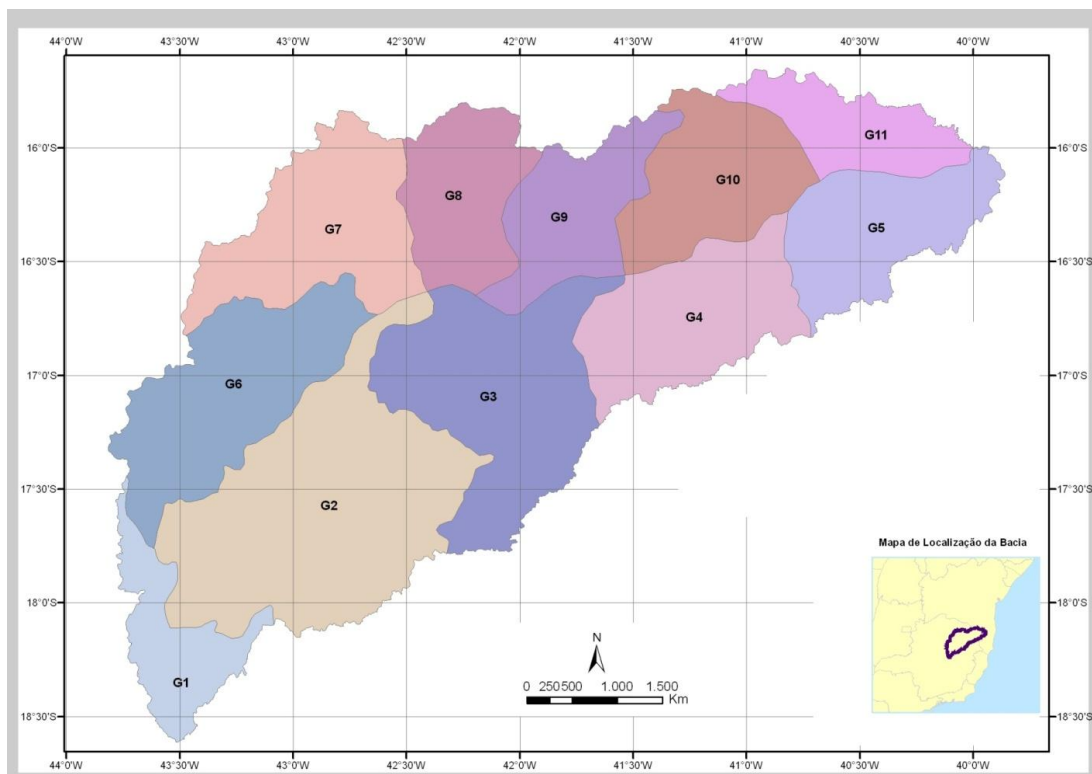 44°0'W 43°30'W 43°0'W 42°30'W 42°0'W 41°30'W 41°0'W 40°30'W 40°0'W
G11
16°0'S 16°0'S
G10
G8
G9
G7
G5
16°30'S 16°30'S
G4
17°0'S 17°0'S
G6
G3
17°30'S 17°30'S
G2
Mapa de Localização da Bacia
18°0'S 18°0'S
N
G1
0 250500 1.000 1.500
Km
18°30'S 18°30'S
44°0'W 43°30'W 43°0'W 42°30'W 42°0'W 41°30'W 41°0'W 40°30'W 40°0'W